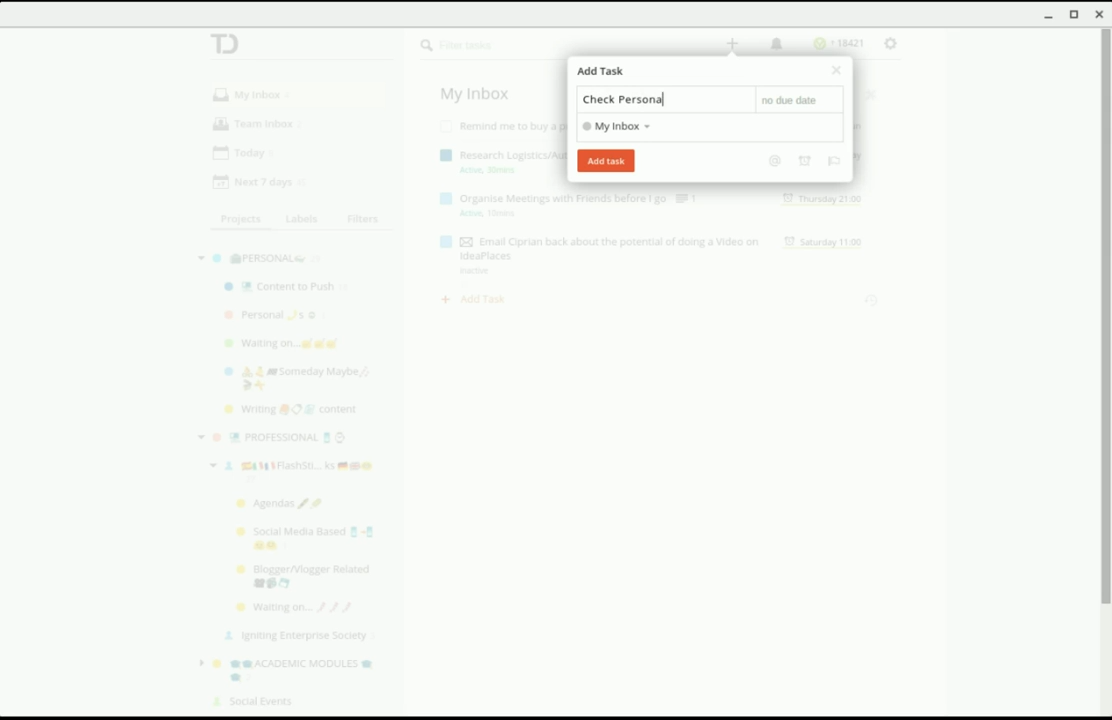 Filter tasks
18421
Add Task
Check Persona
no due date
My Inbox
Add task
My Inbox
Team Inbox
Today
Next 7 days
Projects Labels Filters
PERSONAL
Content to Push
Personal s
Waiting on...
Someday Maybe
Writing content
PROFESSIONAL
FlashSti... ks
Agendas
Social Media Based
Blogger/Vlogger Related
Waiting on...
Igniting Enterprise Society
ACADEMIC MODULES
Social Events
My Inbox
Remind me to buy a
Research Logistics/
Active, 30mins
Organise Meetings with Friends before I go 1
Thursday 21:00
Active, 10mins
Email Ciprian back about the potential of doing a Video on
IdeaPlaces
Saturday 11:00
Inactive
+ Add Task